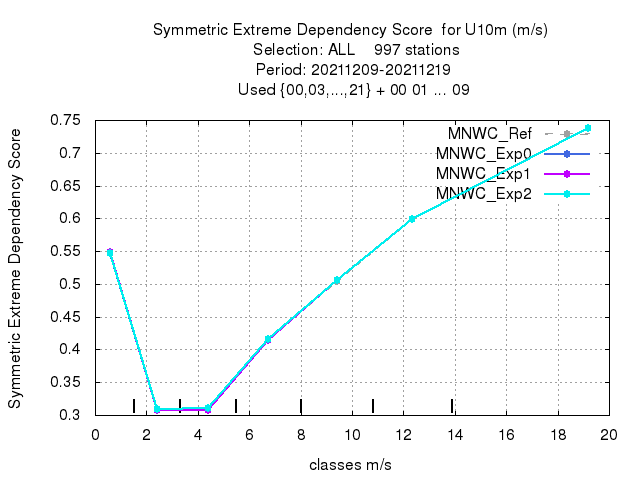 Symmetric Extreme Dependency Score  for U10m (m/s)
Selection: ALL    997 stations
Period: 20211209-20211219
Used {00,03,...,21} + 00 01 ... 09
Symmetric Extreme Dependency Score
0.75
0.7
0.65
0.6
0.55
0.5
0.45
0.4
0.35
0.3
MNWC_Ref
MNWC_Exp0
MNWC_Exp1
MNWC_Exp2
0 2 4 6 8 10 12 14 16 18 20
classes m/s